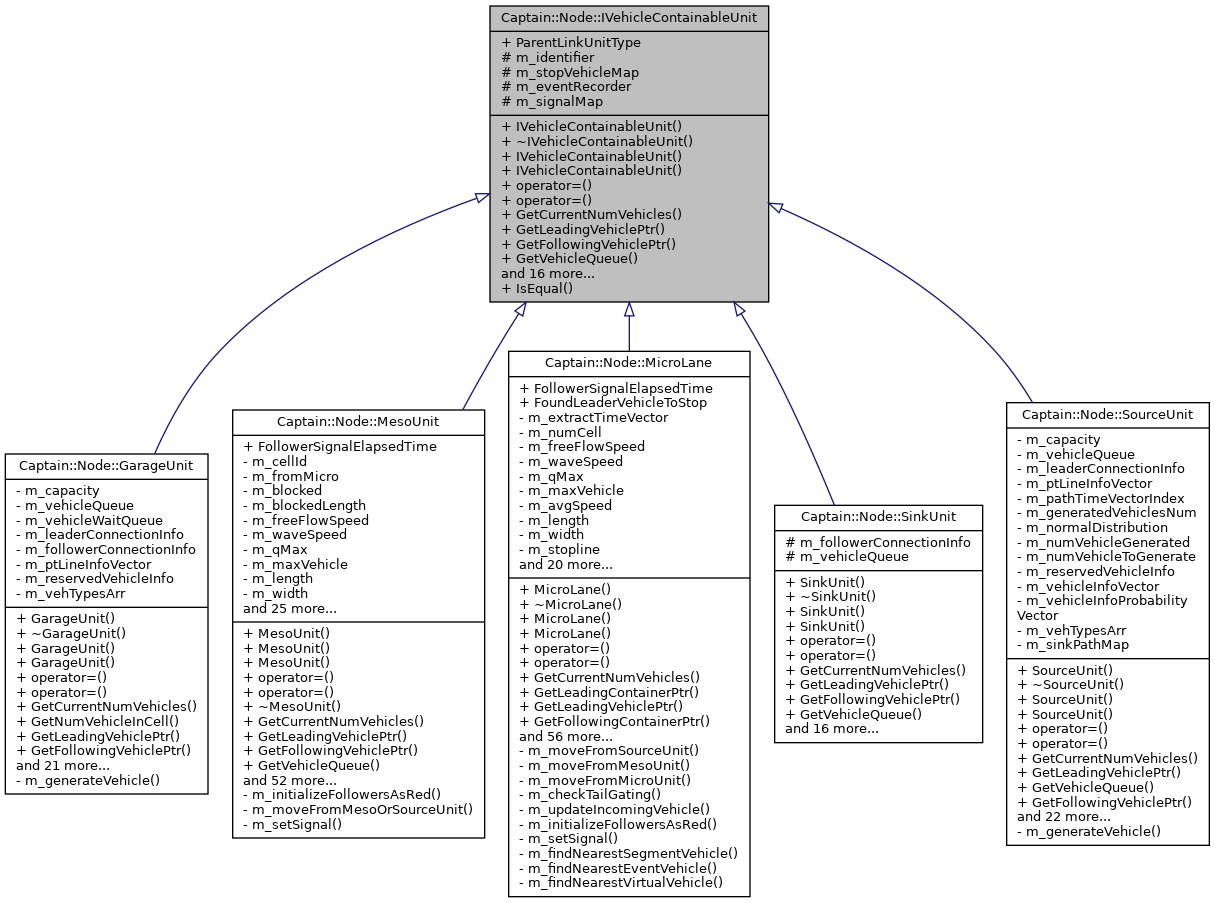 Captain::Node::IVehicleContainableUnit
+ ParentLinkUnitType
# m_identifier
# m_stopVehicleMap
# m_eventRecorder
# m_signalMap
+ IVehicleContainableUnit()
+ ~IVehicleContainableUnit()
+ IVehicleContainableUnit()
+ IVehicleContainableUnit()
+ operator=()
+ operator=()
+ GetCurrentNumVehicles()
+ GetLeadingVehiclePtr()
+ GetFollowingVehiclePtr()
+ GetVehicleQueue()
and 16 more...
+ IsEqual()
Captain::Node::GarageUnit
- m_capacity
- m_vehicleQueue
- m_vehicleWaitQueue
- m_leaderConnectionInfo
- m_followerConnectionInfo
- m_ptLineInfoVector
- m_reservedVehicleInfo
- m_vehTypesArr
+ GarageUnit()
+ ~GarageUnit()
+ GarageUnit()
+ GarageUnit()
+ operator=()
+ operator=()
+ GetCurrentNumVehicles()
+ GetNumVehicleInCell()
+ GetLeadingVehiclePtr()
+ GetFollowingVehiclePtr()
and 21 more...
- m_generateVehicle()
Captain::Node::MesoUnit
+ FollowerSignalElapsedTime
- m_cellId
- m_fromMicro
- m_blocked
- m_blockedLength
- m_freeFlowSpeed
- m_waveSpeed
- m_qMax
- m_maxVehicle
- m_length
- m_width
and 25 more...
+ MesoUnit()
+ MesoUnit()
+ MesoUnit()
+ operator=()
+ operator=()
+ ~MesoUnit()
+ GetCurrentNumVehicles()
+ GetLeadingVehiclePtr()
+ GetFollowingVehiclePtr()
+ GetVehicleQueue()
and 52 more...
- m_initializeFollowersAsRed()
- m_moveFromMesoOrSourceUnit()
- m_setSignal()
Captain::Node::MicroLane
+ FollowerSignalElapsedTime
+ FoundLeaderVehicleToStop
- m_extractTimeVector
- m_numCell
- m_freeFlowSpeed
- m_waveSpeed
- m_qMax
- m_maxVehicle
- m_avgSpeed
- m_length
- m_width
- m_stopline
and 20 more...
+ MicroLane()
+ ~MicroLane()
+ MicroLane()
+ MicroLane()
+ operator=()
+ operator=()
+ GetCurrentNumVehicles()
+ GetLeadingContainerPtr()
+ GetLeadingVehiclePtr()
+ GetFollowingContainerPtr()
and 56 more...
- m_moveFromSourceUnit()
- m_moveFromMesoUnit()
- m_moveFromMicroUnit()
- m_checkTailGating()
- m_updateIncomingVehicle()
- m_initializeFollowersAsRed()
- m_setSignal()
- m_findNearestSegmentVehicle()
- m_findNearestEventVehicle()
- m_findNearestVirtualVehicle()
Captain::Node::SinkUnit
# m_followerConnectionInfo
# m_vehicleQueue
+ SinkUnit()
+ ~SinkUnit()
+ SinkUnit()
+ SinkUnit()
+ operator=()
+ operator=()
+ GetCurrentNumVehicles()
+ GetLeadingVehiclePtr()
+ GetFollowingVehiclePtr()
+ GetVehicleQueue()
and 16 more...
Captain::Node::SourceUnit
- m_capacity
- m_vehicleQueue
- m_leaderConnectionInfo
- m_ptLineInfoVector
- m_pathTimeVectorIndex
- m_generatedVehiclesNum
- m_normalDistribution
- m_numVehicleGenerated
- m_numVehicleToGenerate
- m_reservedVehicleInfo
- m_vehicleInfoVector
- m_vehicleInfoProbability
Vector
- m_vehTypesArr
- m_sinkPathMap
+ SourceUnit()
+ ~SourceUnit()
+ SourceUnit()
+ SourceUnit()
+ operator=()
+ operator=()
+ GetCurrentNumVehicles()
+ GetLeadingVehiclePtr()
+ GetVehicleQueue()
+ GetFollowingVehiclePtr()
and 22 more...
- m_generateVehicle()